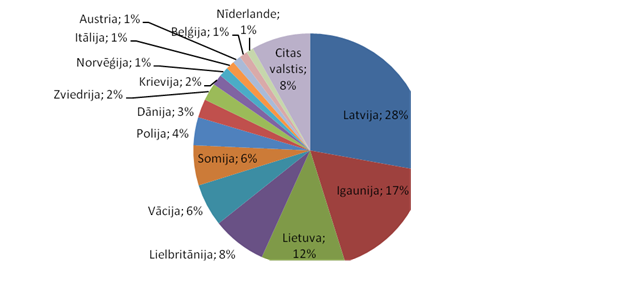 Latvija; 28%
Igaunija; 17%
Lietuva;
12%
Lielbritānija; 8%
Vācija; 6%
Somija; 6%
Polija; 4%
Dānija; 3%
Zviedrija; 2%
Krievija; 2%
Norvēģija; 1%
Itālija; 1%
Austria; 1%
Beļģija; 1%
Nīderlande;
1%
Citas
valstis;
8%